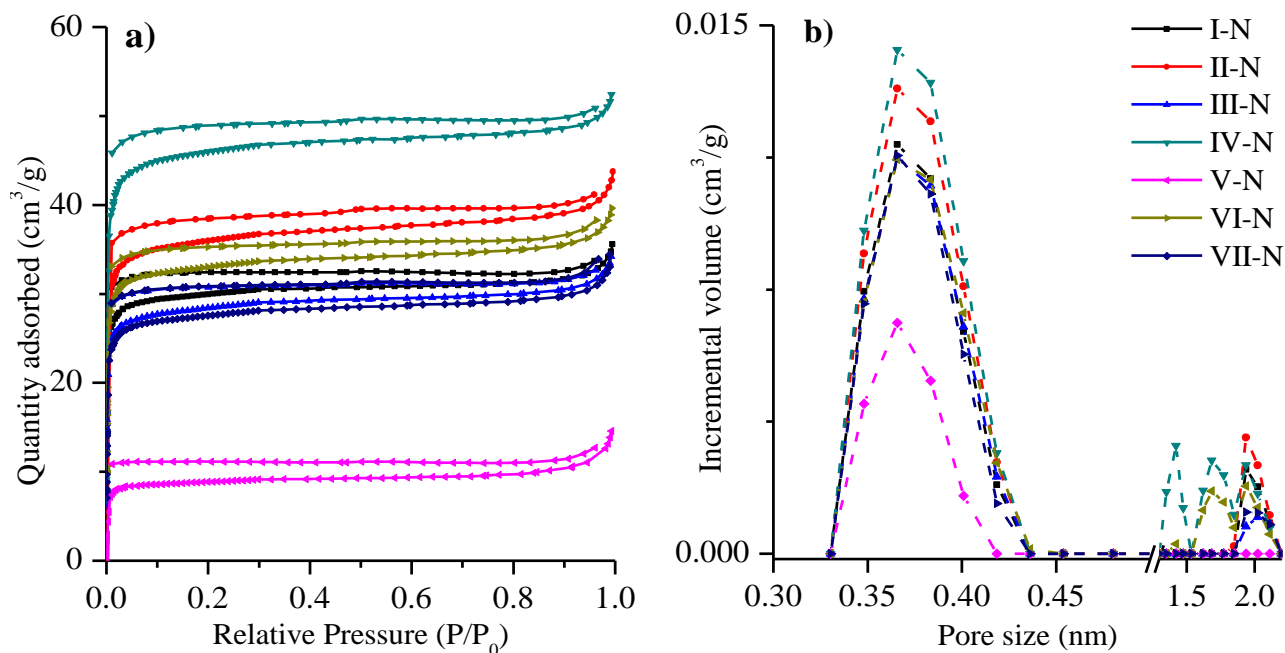 a)
60
40
20
0
0.0 0.2 0.4 0.6 0.8 1.0
Quantity adsorbed (cm³/g)
Relative Pressure (P/P₀)
b)
0.015
0.000
0.30 0.35 0.40 0.45 1.5 2.0
Incremental volume (cm³/g)
Pore size (nm)
I-N
II-N
III-N
IV-N
V-N
VI-N
VII-N